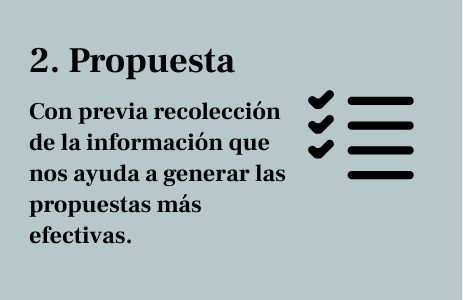 2. Propuesta
Con previa recolección
de la información que
nos ayuda a generar las
propuestas más
efectivas.